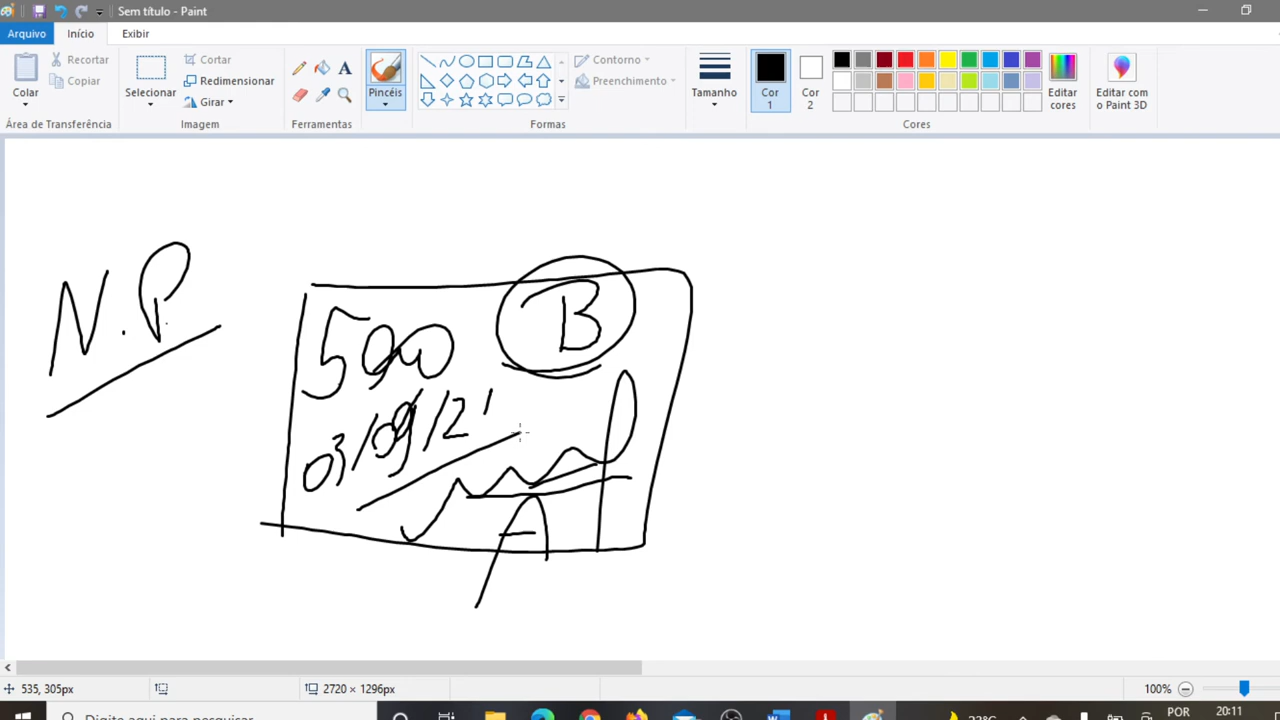 Sem título - Paint
Arquivo Início Exibir
Colar
Recortar
Copiar
Área de Transferência
Selecionar
Cortar
Redimensionar
Girar
Imagem
Ferramentas
Pincéis
Contorno
Preenchimento
Formas
Tamanho
Cor 1
Cor 2
Editar cores
Editar com o Paint 3D
Cores
N.P
500 B
03/09/21
A
535, 305px 2720 × 1296px 100%
Digite aqui para pesquisar POR 20:11